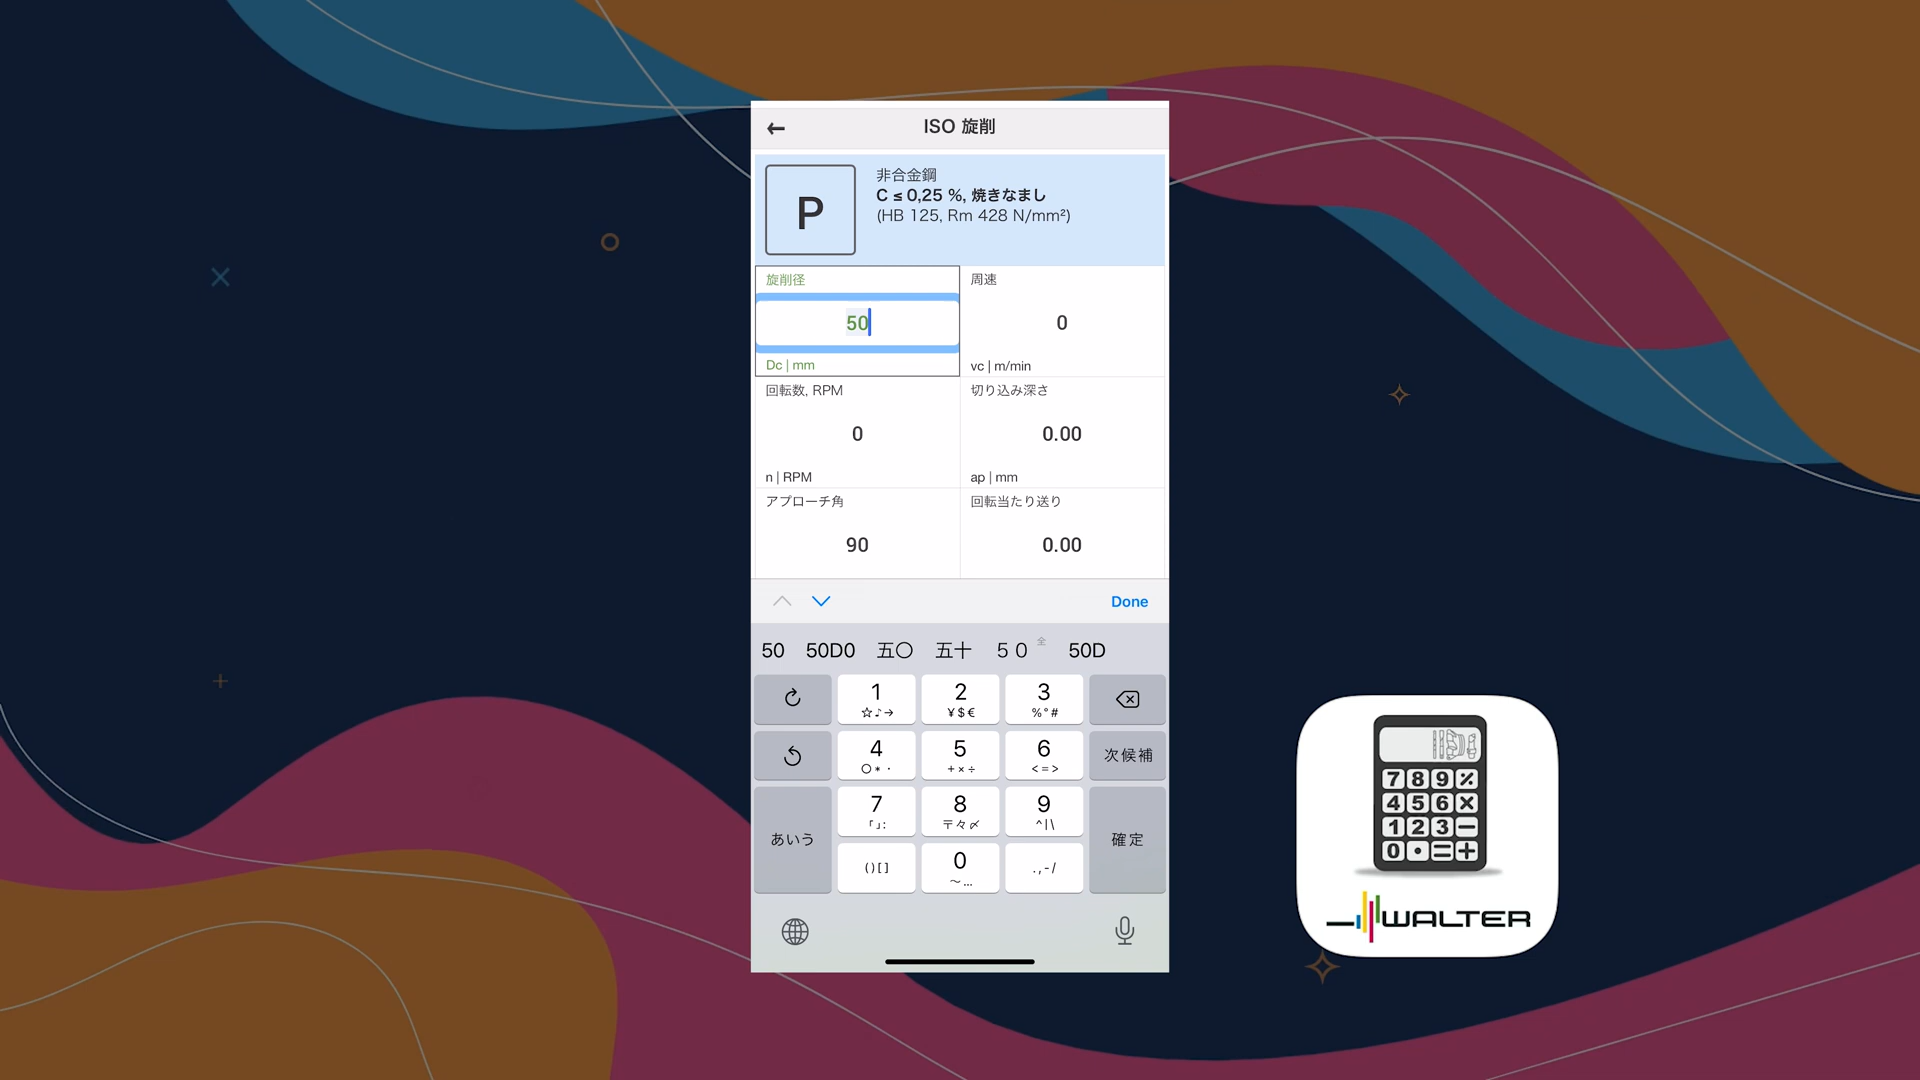 ISO 旋削
P
非合金鋼
C ≤ 0,25 %, 焼きなまし
(HB 125, Rm 428 N/mm²)
旋削径
50
Dc | mm
周速
0
vc | m/min
回転数, RPM
0
n | RPM
切り込み深さ
0.00
ap | mm
アプローチ角
90
回転当たり送り
0.00
Done
50 50D0 五〇 五十 ５０ 全 50D
1 2 3
☆♪→ ¥$€ %°#
4 5 6 次候補
○*・ +×÷ <=>
7 8 9
「」: 〒々〆 ^|\
あいう 確定
()[] 0 .,-/
～…
7 8 9 %
4 5 6 ×
1 2 3 −
0 • = +
WALTER